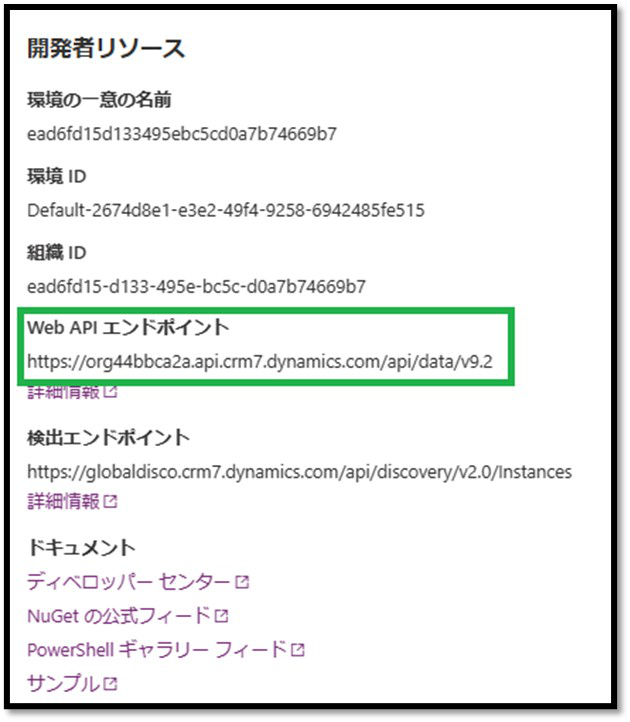 開発者リソース
環境の一意の名前
ead6fd15d133495ebc5cd0a7b74669b7
環境 ID
Default-2674d8e1-e3e2-49f4-9258-6942485fe515
組織 ID
ead6fd15-d133-495e-bc5c-d0a7b74669b7
Web API エンドポイント
https://org44bbca2a.api.crm7.dynamics.com/api/data/v9.2
詳細情報
検出エンドポイント
https://globaldisco.crm7.dynamics.com/api/discovery/v2.0/Instances
詳細情報
ドキュメント
ディベロッパー センター
NuGet の公式フィード
PowerShell ギャラリー フィード
サンプル